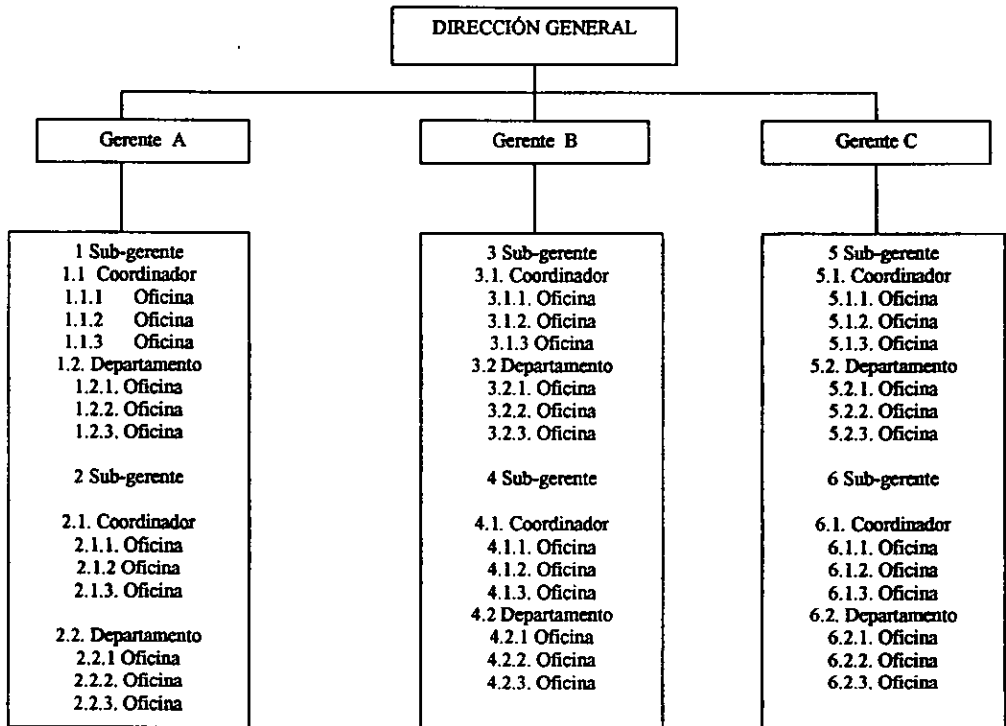 DIRECCIÓN GENERAL
Gerente A
Gerente B
Gerente C
1 Sub-gerente
1.1 Coordinador
1.1.1 Oficina
1.1.2 Oficina
1.1.3 Oficina
1.2. Departamento
1.2.1. Oficina
1.2.2. Oficina
1.2.3. Oficina
2 Sub-gerente
2.1. Coordinador
2.1.1. Oficina
2.1.2 Oficina
2.1.3. Oficina
2.2. Departamento
2.2.1 Oficina
2.2.2. Oficina
2.2.3. Oficina
3 Sub-gerente
3.1. Coordinador
3.1.1. Oficina
3.1.2. Oficina
3.1.3 Oficina
3.2 Departamento
3.2.1. Oficina
3.2.2. Oficina
3.2.3. Oficina
4 Sub-gerente
4.1. Coordinador
4.1.1. Oficina
4.1.2. Oficina
4.1.3. Oficina
4.2 Departamento
4.2.1 Oficina
4.2.2. Oficina
4.2.3. Oficina
5 Sub-gerente
5.1. Coordinador
5.1.1. Oficina
5.1.2. Oficina
5.1.3. Oficina
5.2. Departamento
5.2.1. Oficina
5.2.2. Oficina
5.2.3. Oficina
6 Sub-gerente
6.1. Coordinador
6.1.1. Oficina
6.1.2. Oficina
6.1.3. Oficina
6.2. Departamento
6.2.1. Oficina
6.2.2. Oficina
6.2.3. Oficina